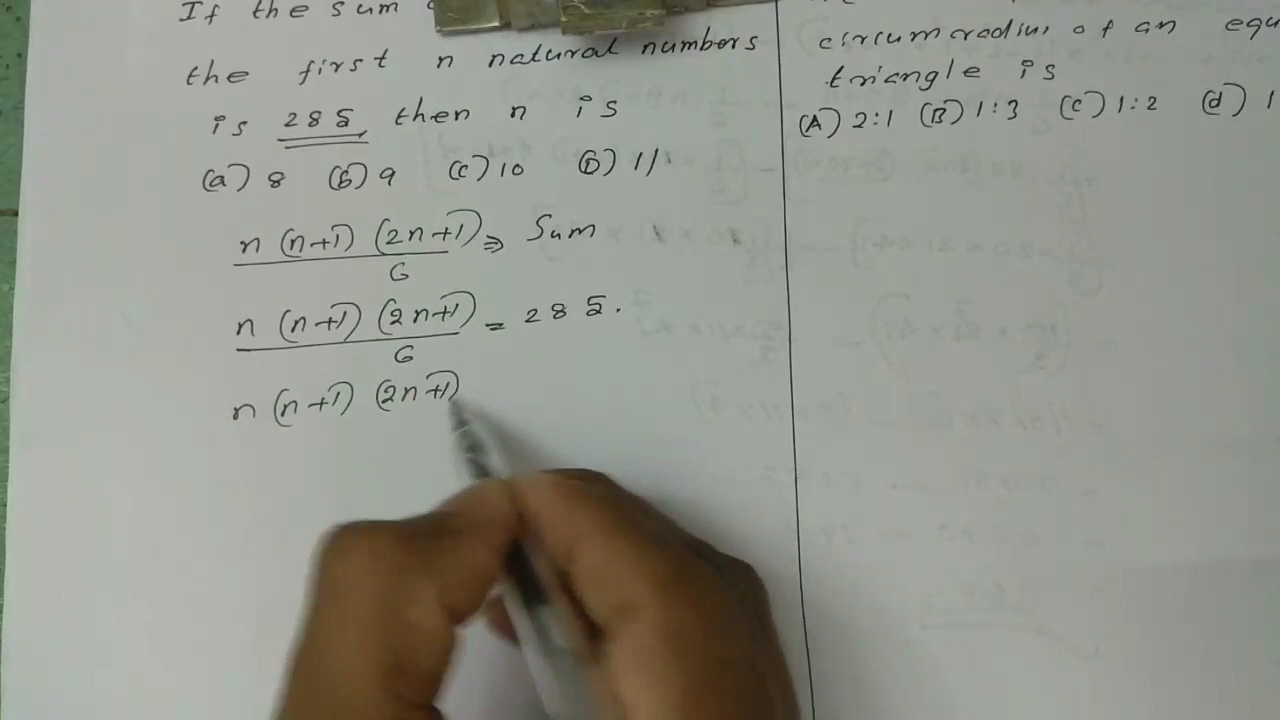 If the sum
the first n natural numbers
is 285 then n is
(a) 8 (b) 9 (c) 10 (D) 11
n (n+1) (2n+1) ⇒ Sum
6
n (n+1) (2n+1) = 285.
6
n (n+1) (2n+1)
circumradius of an equ
triangle is
(A) 2:1 (B) 1:3 (C) 1:2 (d) 1